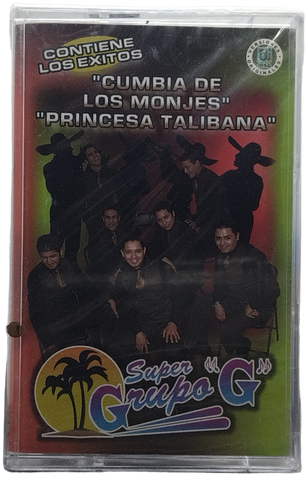 CONTIENE
LOS EXITOS
"CUMBIA DE
LOS MONJES"
"PRINCESA TALIBANA"
Super "G"
Grupo